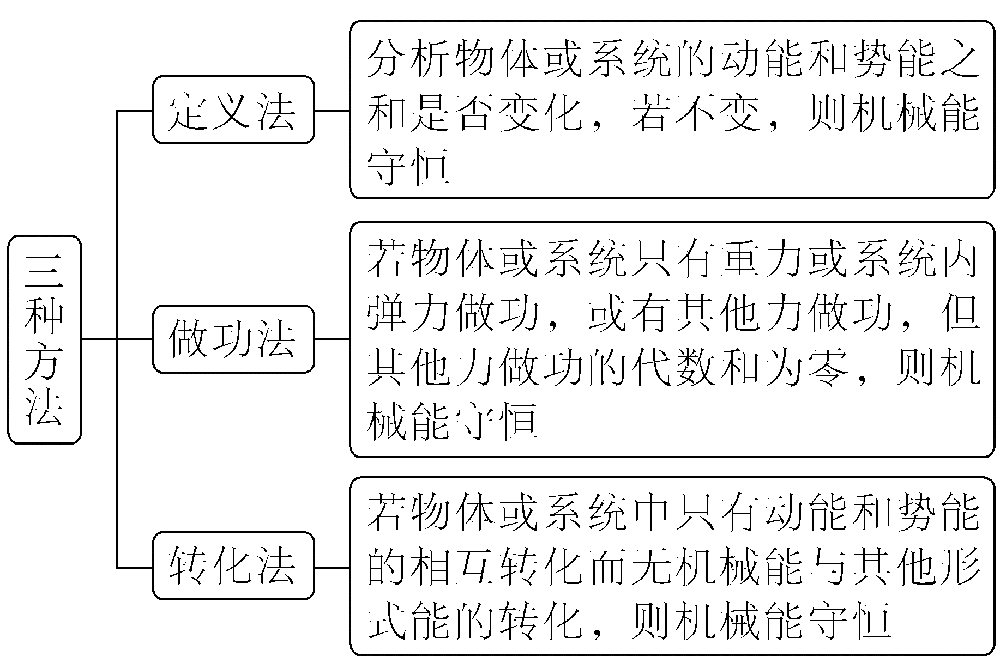 三种方法
定义法
分析物体或系统的动能和势能之
和是否变化，若不变，则机械能
守恒
做功法
若物体或系统只有重力或系统内
弹力做功，或有其他力做功，但
其他力做功的代数和为零，则机
械能守恒
转化法
若物体或系统中只有动能和势能
的相互转化而无机械能与其他形
式能的转化，则机械能守恒